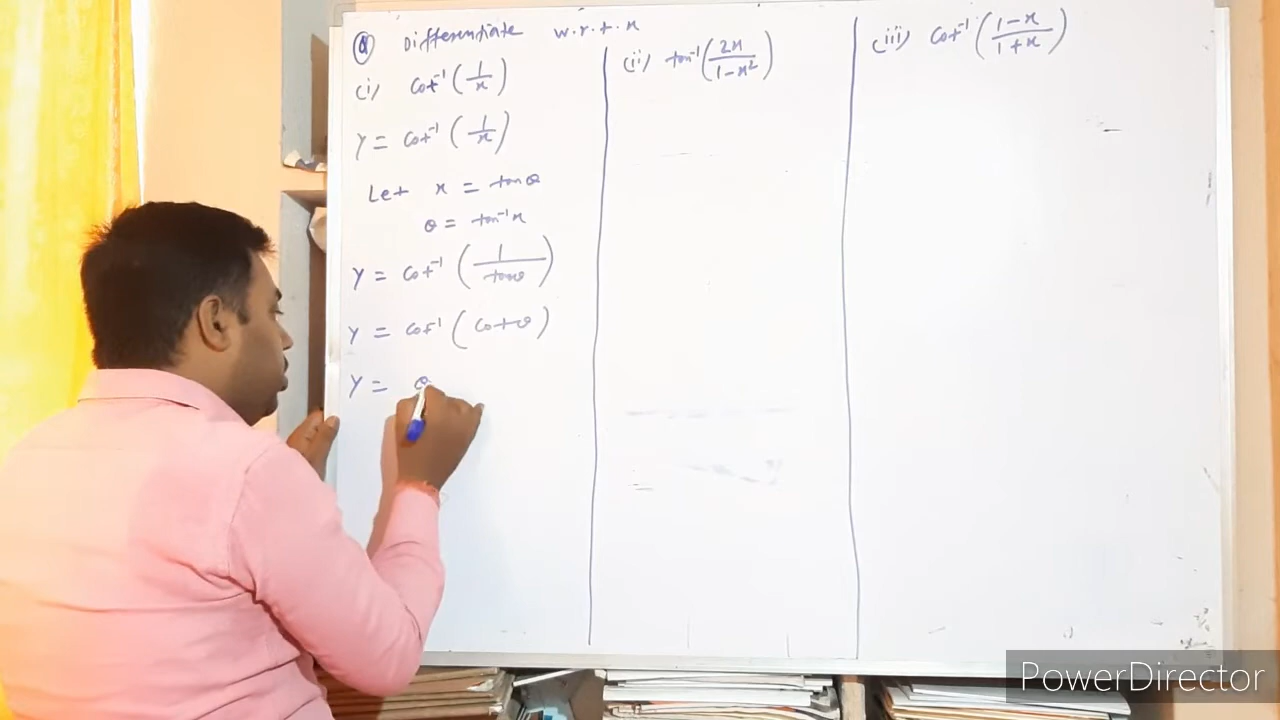 Q Differentiate w.r.t. x
(i) Cot⁻¹ (1/x)
Y = Cot⁻¹ (1/x)
Let x = tanθ
θ = tan⁻¹x
Y = Cot⁻¹ (1/tanθ)
Y = Cot⁻¹ (Cotθ)
Y = θ
(ii) tan⁻¹ (2x/1-x²)
(iii) Cot⁻¹ (1-x/1+x)
PowerDirector